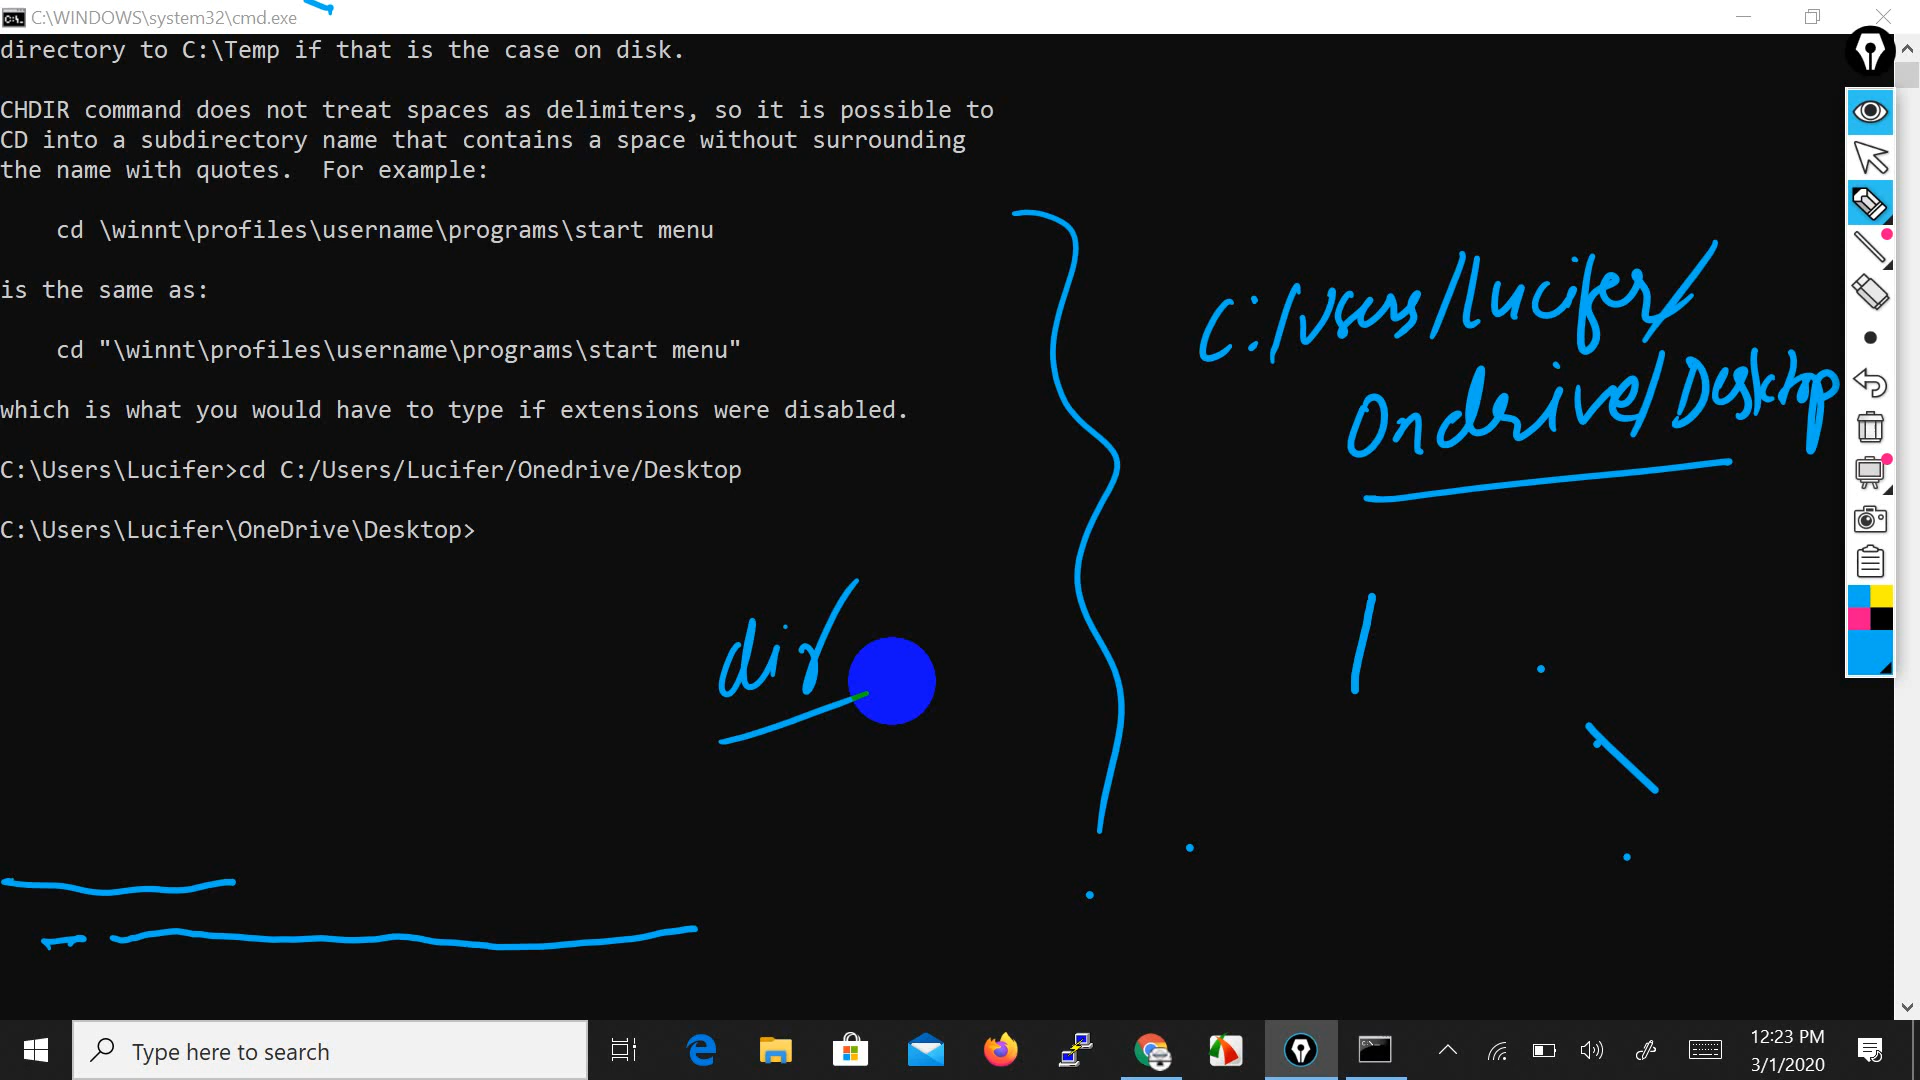 C:\WINDOWS\system32\cmd.exe
directory to C:\Temp if that is the case on disk.
CHDIR command does not treat spaces as delimiters, so it is possible to
CD into a subdirectory name that contains a space without surrounding
the name with quotes.  For example:
cd \winnt\profiles\username\programs\start menu
is the same as:
cd "\winnt\profiles\username\programs\start menu"
which is what you would have to type if extensions were disabled.
C:\Users\Lucifer>cd C:/Users/Lucifer/Onedrive/Desktop
C:\Users\Lucifer\OneDrive\Desktop>
C:/users/Lucifer/
Ondrive/Desktop
dir
Type here to search
12:23 PM
3/1/2020